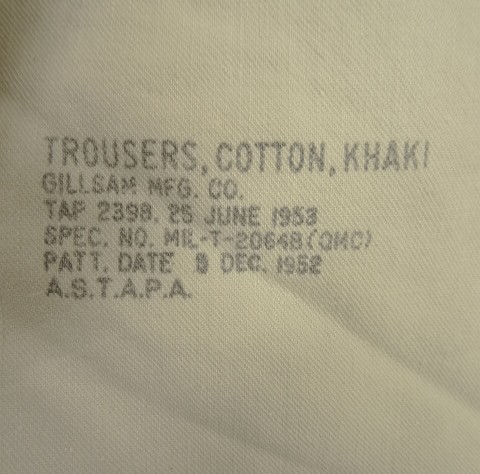 TROUSERS, COTTON, KHAKI
GILLSAM MFG. CO.
TAP 2398. 25 JUNE 1953
SPEC. NO. MIL-T-2064B(QMC)
PATT. DATE 9 DEC. 1952
A.S.T.A.P.A.